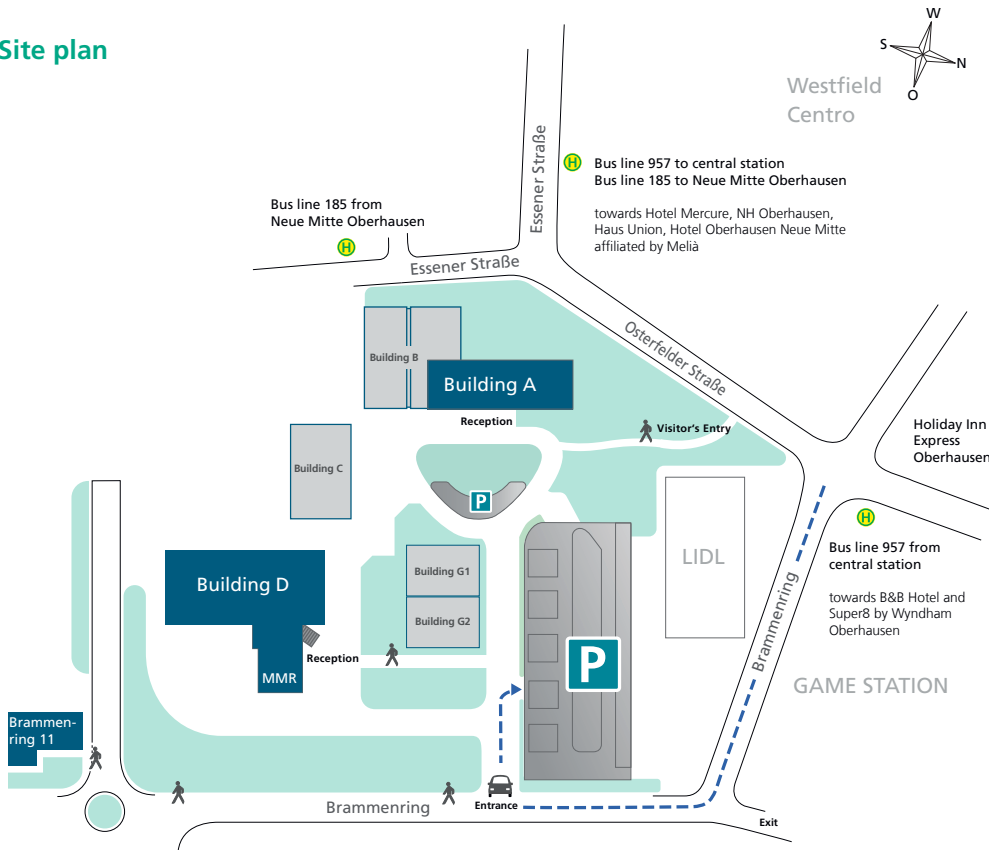 Site plan
W
S
N
O
Westfield
Centro
Essener Straße
H
Bus line 957 to central station
Bus line 185 to Neue Mitte Oberhausen
towards Hotel Mercure, NH Oberhausen,
Haus Union, Hotel Oberhausen Neue Mitte
affiliated by Melià
Bus line 185 from
Neue Mitte Oberhausen
H
Essener Straße
Osterfelder Straße
Building B
Building A
Reception
Visitor's Entry
Holiday Inn
Express
Oberhausen
Building C
P
H
Bus line 957 from
central station
towards B&B Hotel and
Super8 by Wyndham
Oberhausen
LIDL
Building G1
Building D
Building G2
Brammenring
P
Reception
MMR
GAME STATION
Brammen-
ring 11
Brammenring
Entrance
Exit